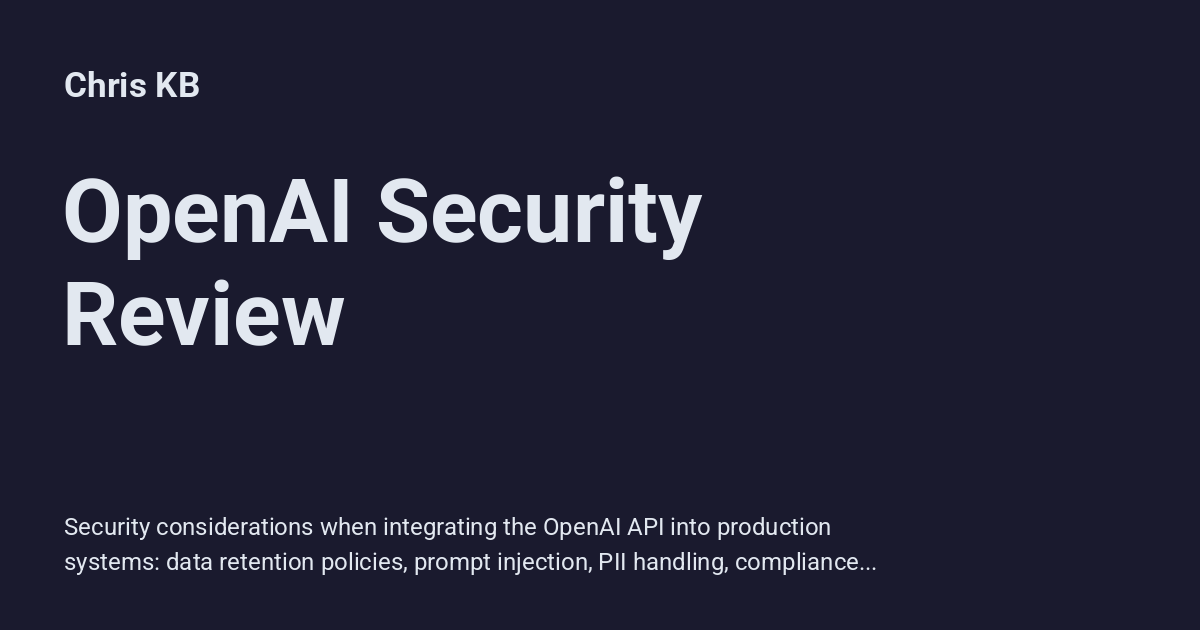 Chris KB
OpenAI Security
Review
Security considerations when integrating the OpenAI API into production
systems: data retention policies, prompt injection, PII handling, compliance...